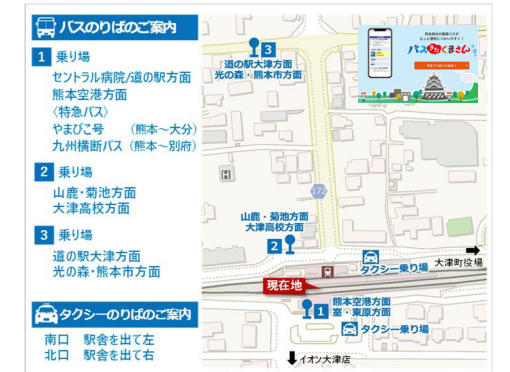 バスのりばのご案内
1 乗り場
セントラル病院/道の駅方面
熊本空港方面
〈特急バス〉
やまびこ号 (熊本〜大分)
九州横断バス (熊本〜別府)
2 乗り場
山鹿・菊池方面
大津高校方面
3 乗り場
道の駅大津方面
光の森・熊本市方面
タクシーのりばのご案内
南口 駅舎を出て左
北口 駅舎を出て右
3
道の駅大津方面
光の森・熊本市方面
バスきたくまさん
山鹿・菊池方面
大津高校方面
2
タクシー乗り場
大津町役場
現在地
1
熊本空港方面
室・東原方面
タクシー乗り場
イオン大津店